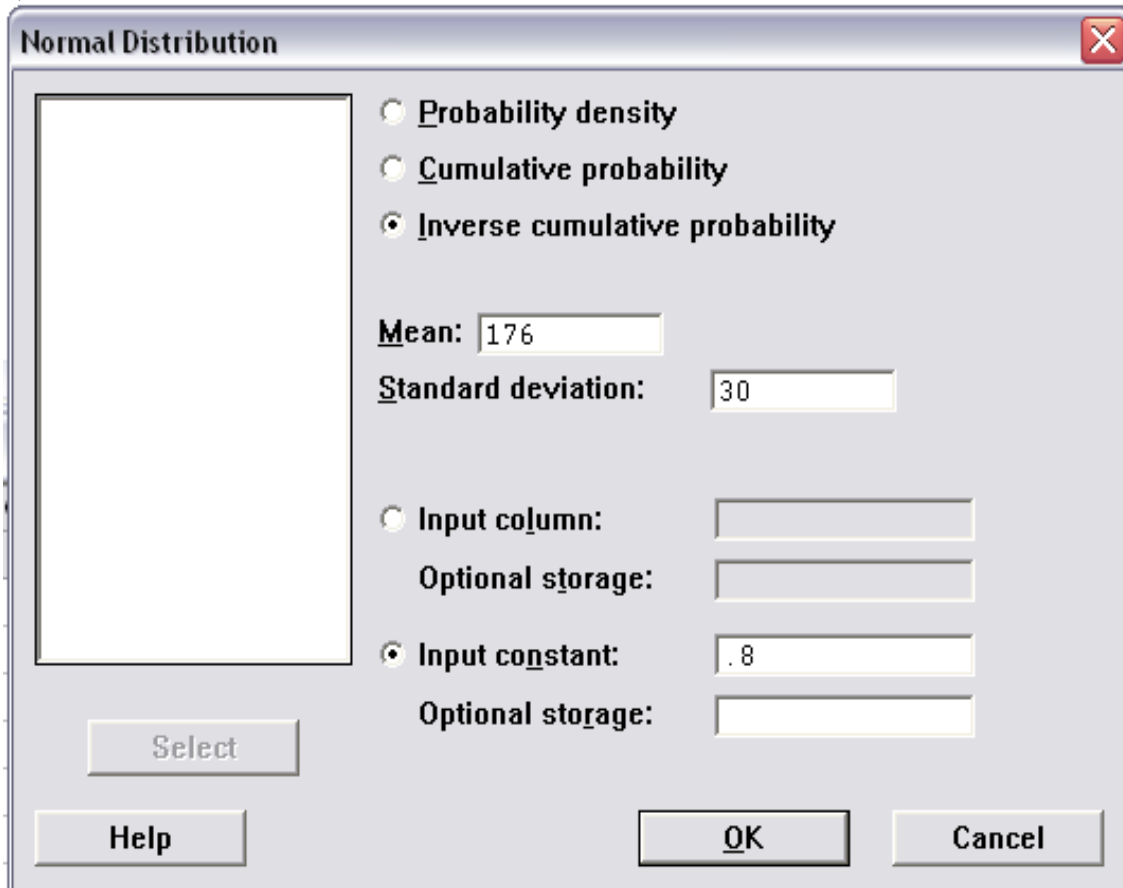 Normal Distribution
Probability density
Cumulative probability
Inverse cumulative probability
Mean: 176
Standard deviation: 30
Input column:
Optional storage:
Input constant: .8
Optional storage:
Select
Help OK Cancel